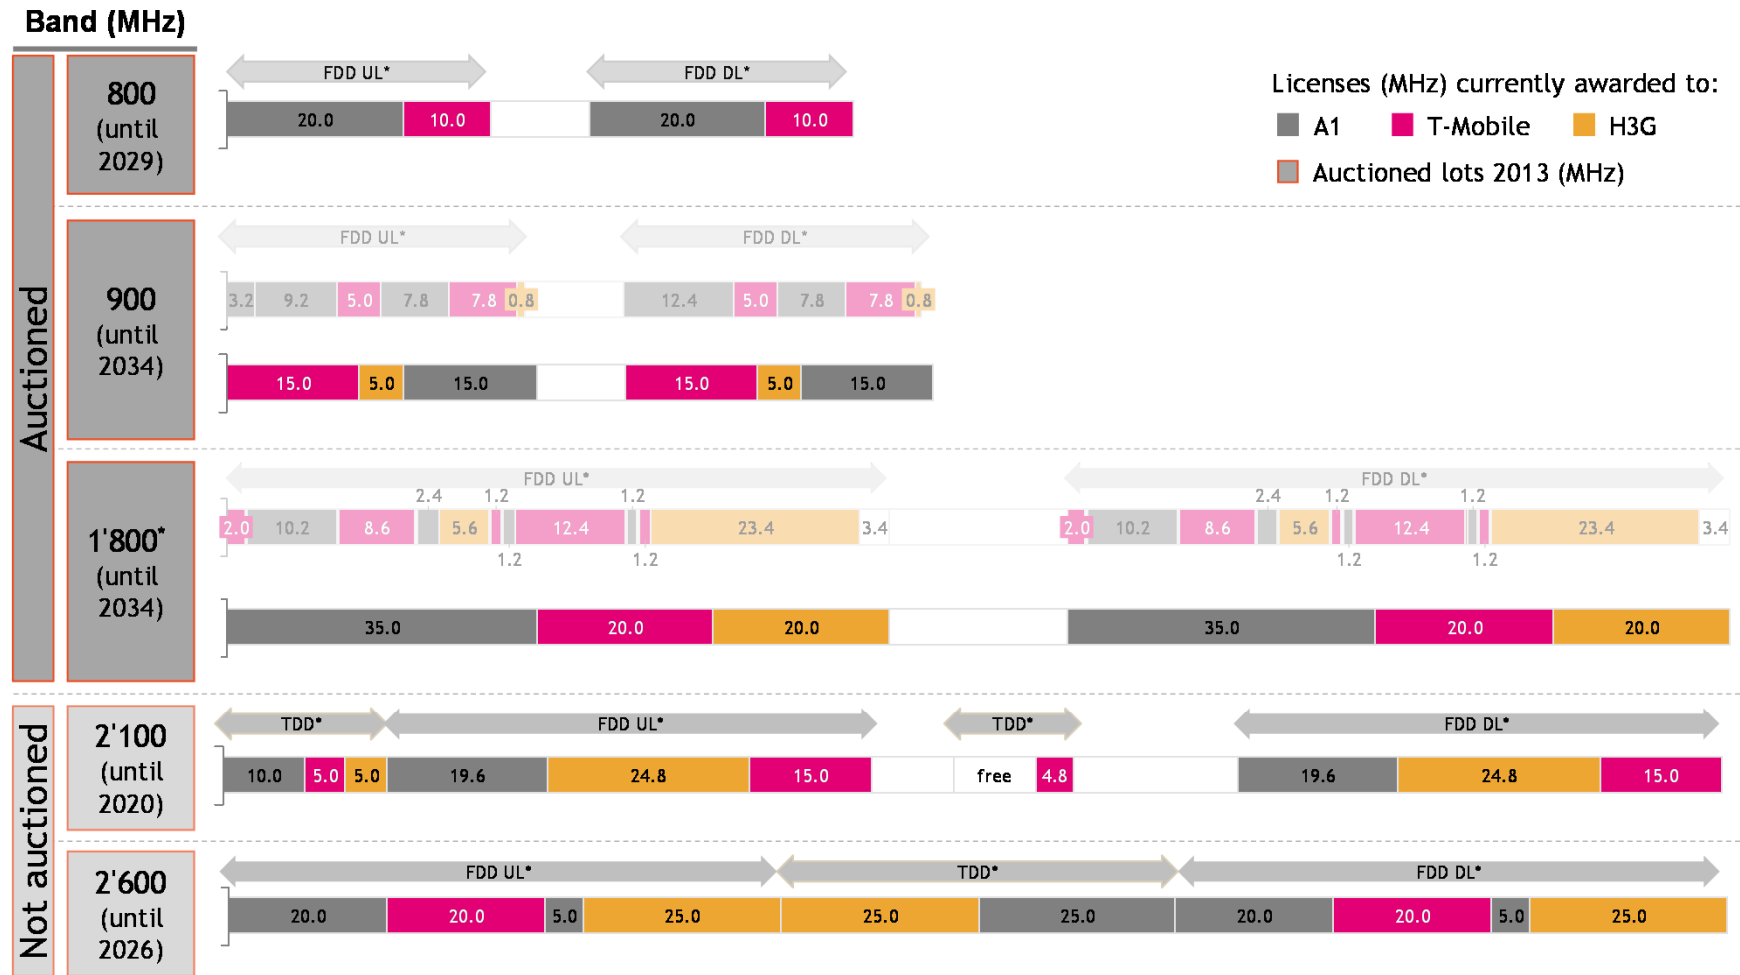 Band (MHz)
Auctioned
800
(until
2029)
FDD UL*
FDD DL*
20.0 10.0 20.0 10.0
Licenses (MHz) currently awarded to:
A1 T-Mobile H3G
Auctioned lots 2013 (MHz)
900
(until
2034)
FDD UL* FDD DL*
3.2 9.2 5.0 7.8 7.8 0.8 12.4 5.0 7.8 7.8 0.8
15.0 5.0 15.0 15.0 5.0 15.0
1'800*
(until
2034)
FDD UL* FDD DL*
2.4 1.2 1.2 2.4 1.2 1.2
2.0 10.2 8.6 5.6 12.4 23.4 3.4 2.0 10.2 8.6 5.6 12.4 23.4 3.4
1.2 1.2 1.2 1.2
35.0 20.0 20.0 35.0 20.0 20.0
Not auctioned
2'100
(until
2020)
TDD* FDD UL* TDD* FDD DL*
10.0 5.0 5.0 19.6 24.8 15.0 free 4.8 19.6 24.8 15.0
2'600
(until
2026)
FDD UL* TDD* FDD DL*
20.0 20.0 5.0 25.0 25.0 25.0 20.0 20.0 5.0 25.0